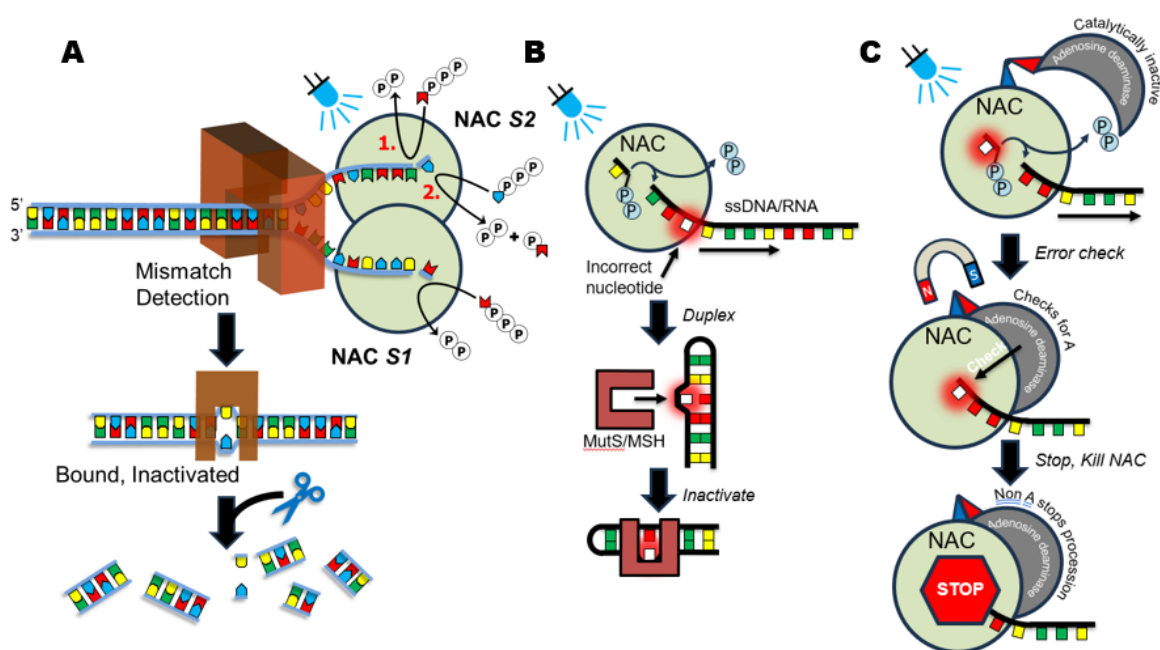 A
P P
P P P P
NAC S2
1.
2.
P P P
P P +
5’
3’
Mismatch
Detection
P P P
P P
NAC S1
Bound, Inactivated
B
NAC
P P
P P
ssDNA/RNA
Incorrect
nucleotide
Duplex
MutS/MSH
Inactivate
C
Catalytically inactive
Adenosine deaminase
NAC
P P
P P
Error check
N S
Checks for A
Adenosine deaminase
NAC
Check
Stop, Kill NAC
Non A stops procession
Adenosine deaminase
NAC
STOP